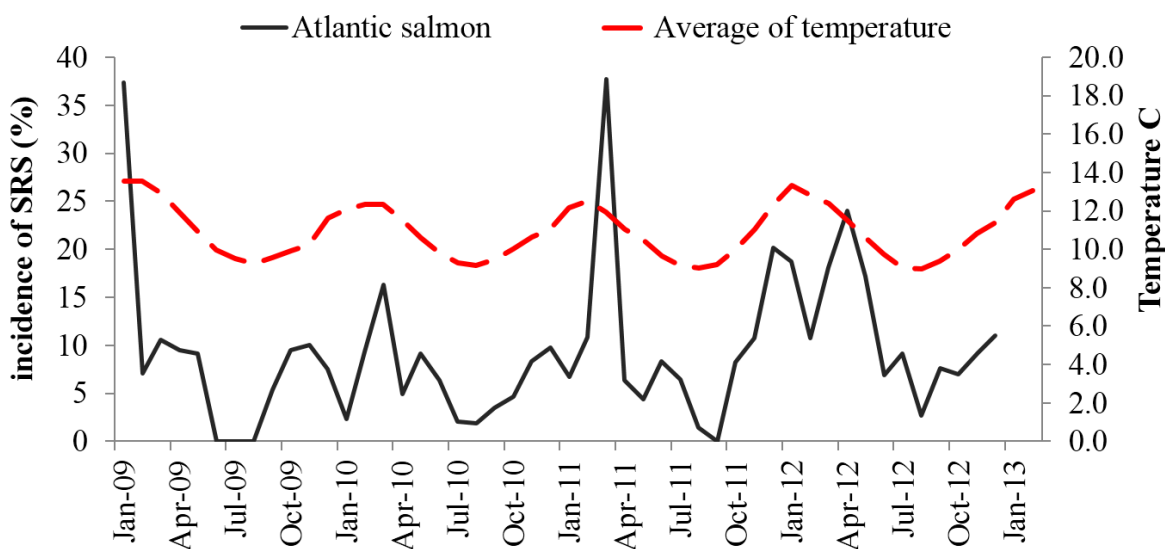 Atlantic salmon
Average of temperature
incidence of SRS (%)
40
35
30
25
20
15
10
5
0
20.0
18.0
16.0
14.0
12.0
10.0
8.0
6.0
4.0
2.0
0.0
Temperature C
Jan-09
Apr-09
Jul-09
Oct-09
Jan-10
Apr-10
Jul-10
Oct-10
Jan-11
Apr-11
Jul-11
Oct-11
Jan-12
Apr-12
Jul-12
Oct-12
Jan-13